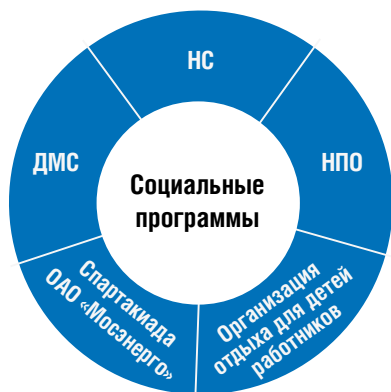 НС
ДМС
НПО
Социальные
программы
Спартакиада
ОАО «Мосэнерго»
Организация
отдыха для детей
работников